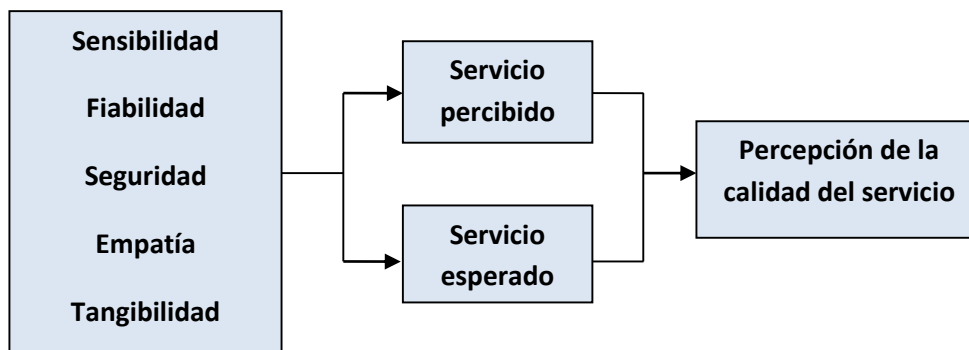 Sensibilidad
Fiabilidad
Seguridad
Empatía
Tangibilidad
Servicio
percibido
Servicio
esperado
Percepción de la
calidad del servicio